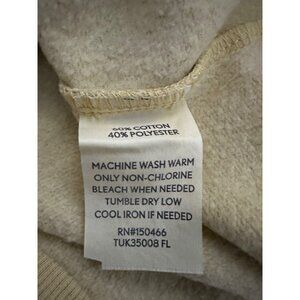 60% COTTON
40% POLYESTER
MACHINE WASH WARM
ONLY NON-CHLORINE
BLEACH WHEN NEEDED
TUMBLE DRY LOW
COOL IRON IF NEEDED
RN#150466
TUK35008 FL